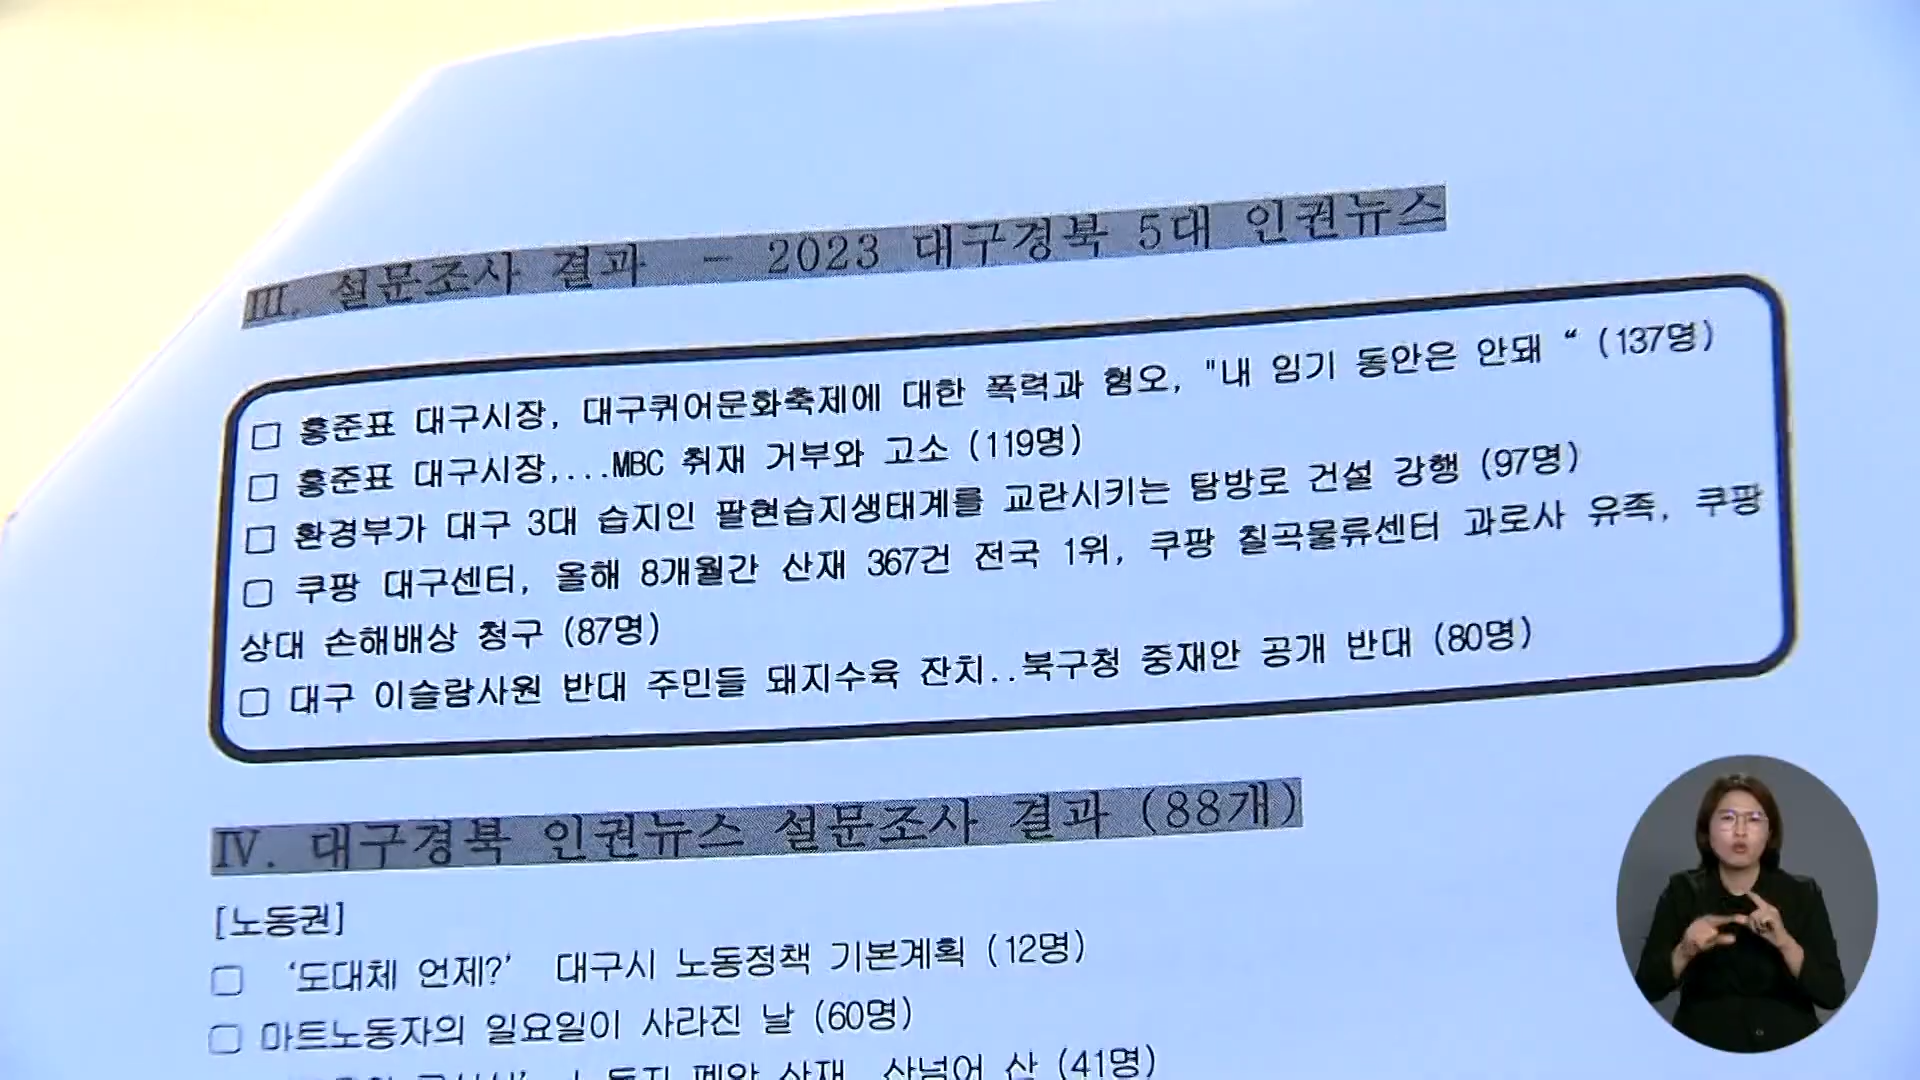 Ⅲ. 설문조사 결과 - 2023 대구경북 5대 인권뉴스
□ 홍준표 대구시장, 대구퀴어문화축제에 대한 폭력과 혐오, "내 임기 동안은 안돼 “ (137명)
□ 홍준표 대구시장,...MBC 취재 거부와 고소 (119명)
□ 환경부가 대구 3대 습지인 팔현습지생태계를 교란시키는 탐방로 건설 강행 (97명)
□ 쿠팡 대구센터, 올해 8개월간 산재 367건 전국 1위, 쿠팡 칠곡물류센터 과로사 유족, 쿠팡
상대 손해배상 청구 (87명)
□ 대구 이슬람사원 반대 주민들 돼지수육 잔치..북구청 중재안 공개 반대 (80명)
Ⅳ. 대구경북 인권뉴스 설문조사 결과 (88개)
[노동권]
□ ‘도대체 언제?’ 대구시 노동정책 기본계획 (12명)
□ 마트노동자의 일요일이 사라진 날 (60명)
산재, 산넘어 산 (41명)